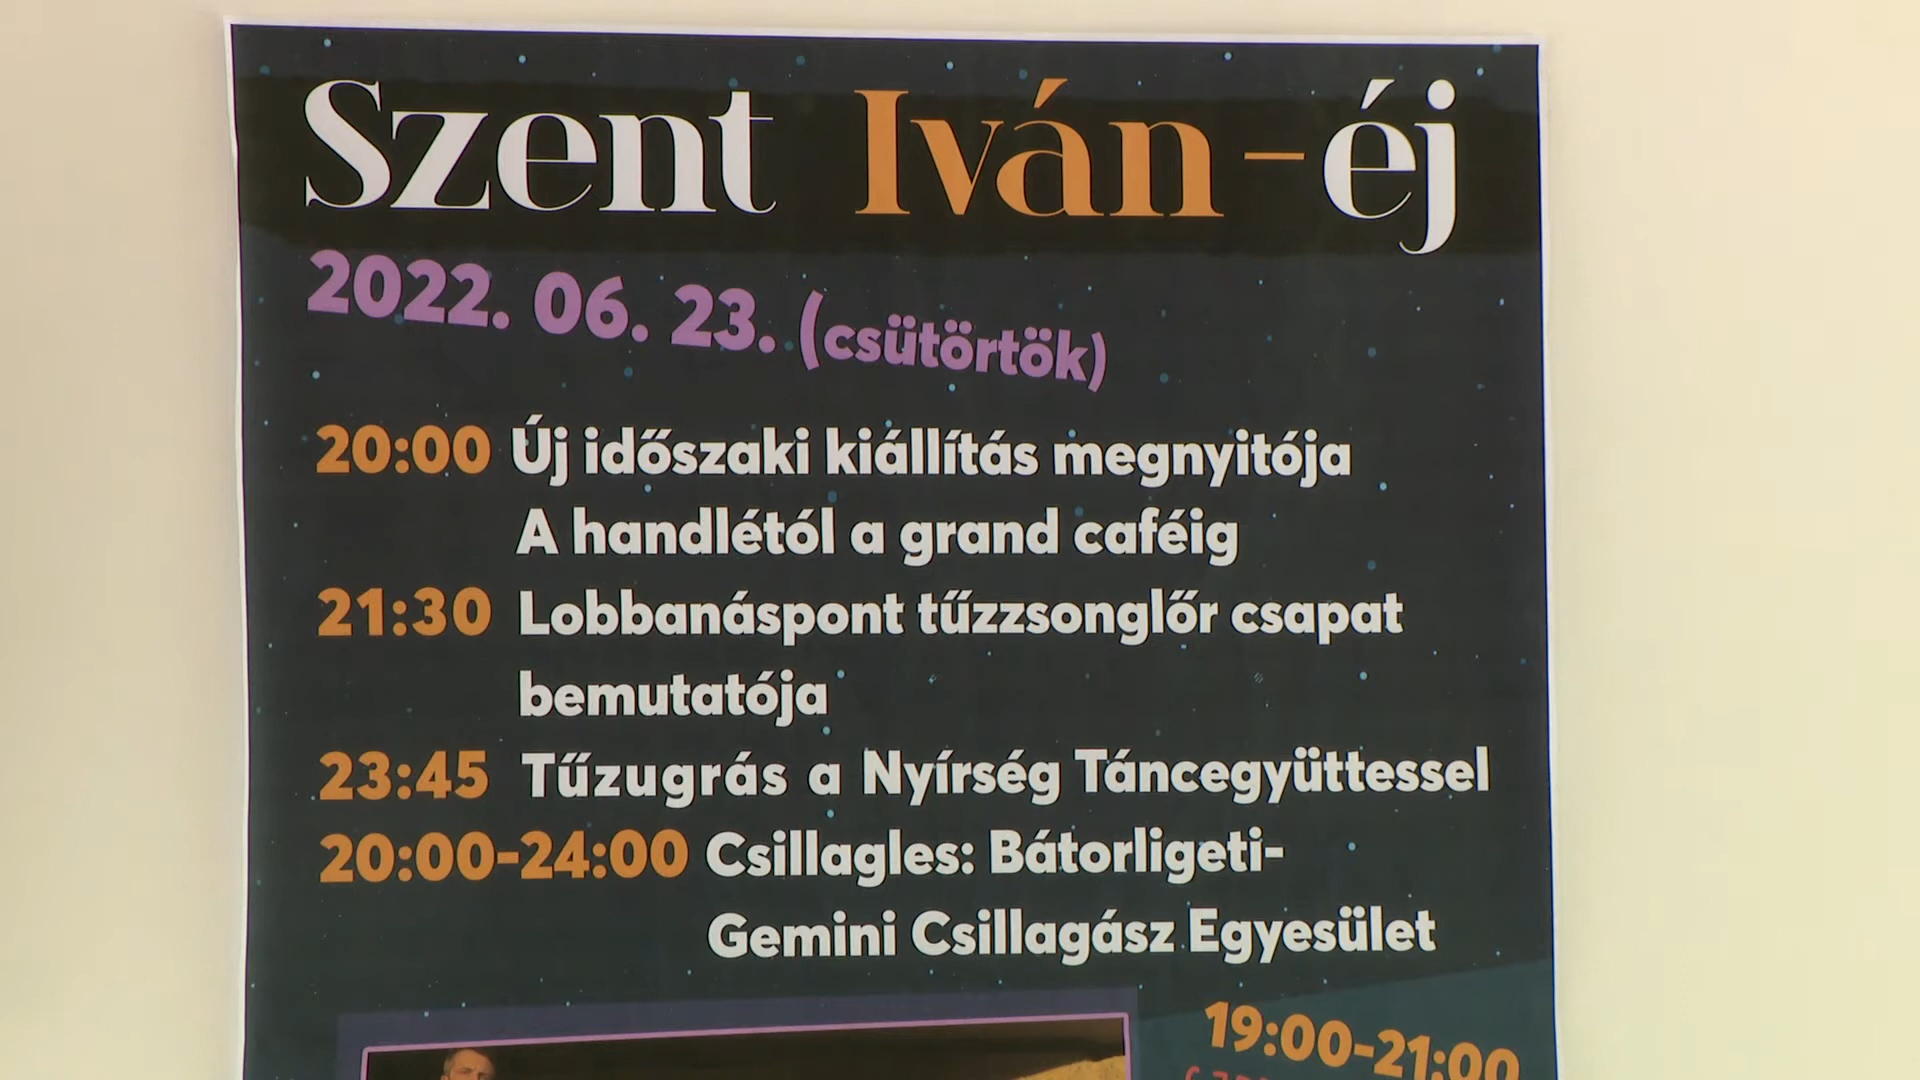 Szent Iván-éj
2022. 06. 23. (csütörtök)
20:00 Új időszaki kiállítás megnyitója
A handlétól a grand caféig
21:30 Lobbanáspont tűzzsonglőr csapat
bemutatója
23:45 Tűzugrás a Nyírség Táncegyüttessel
20:00-24:00 Csillagles: Bátorligeti-
Gemini Csillagász Egyesület
19:00-21:00